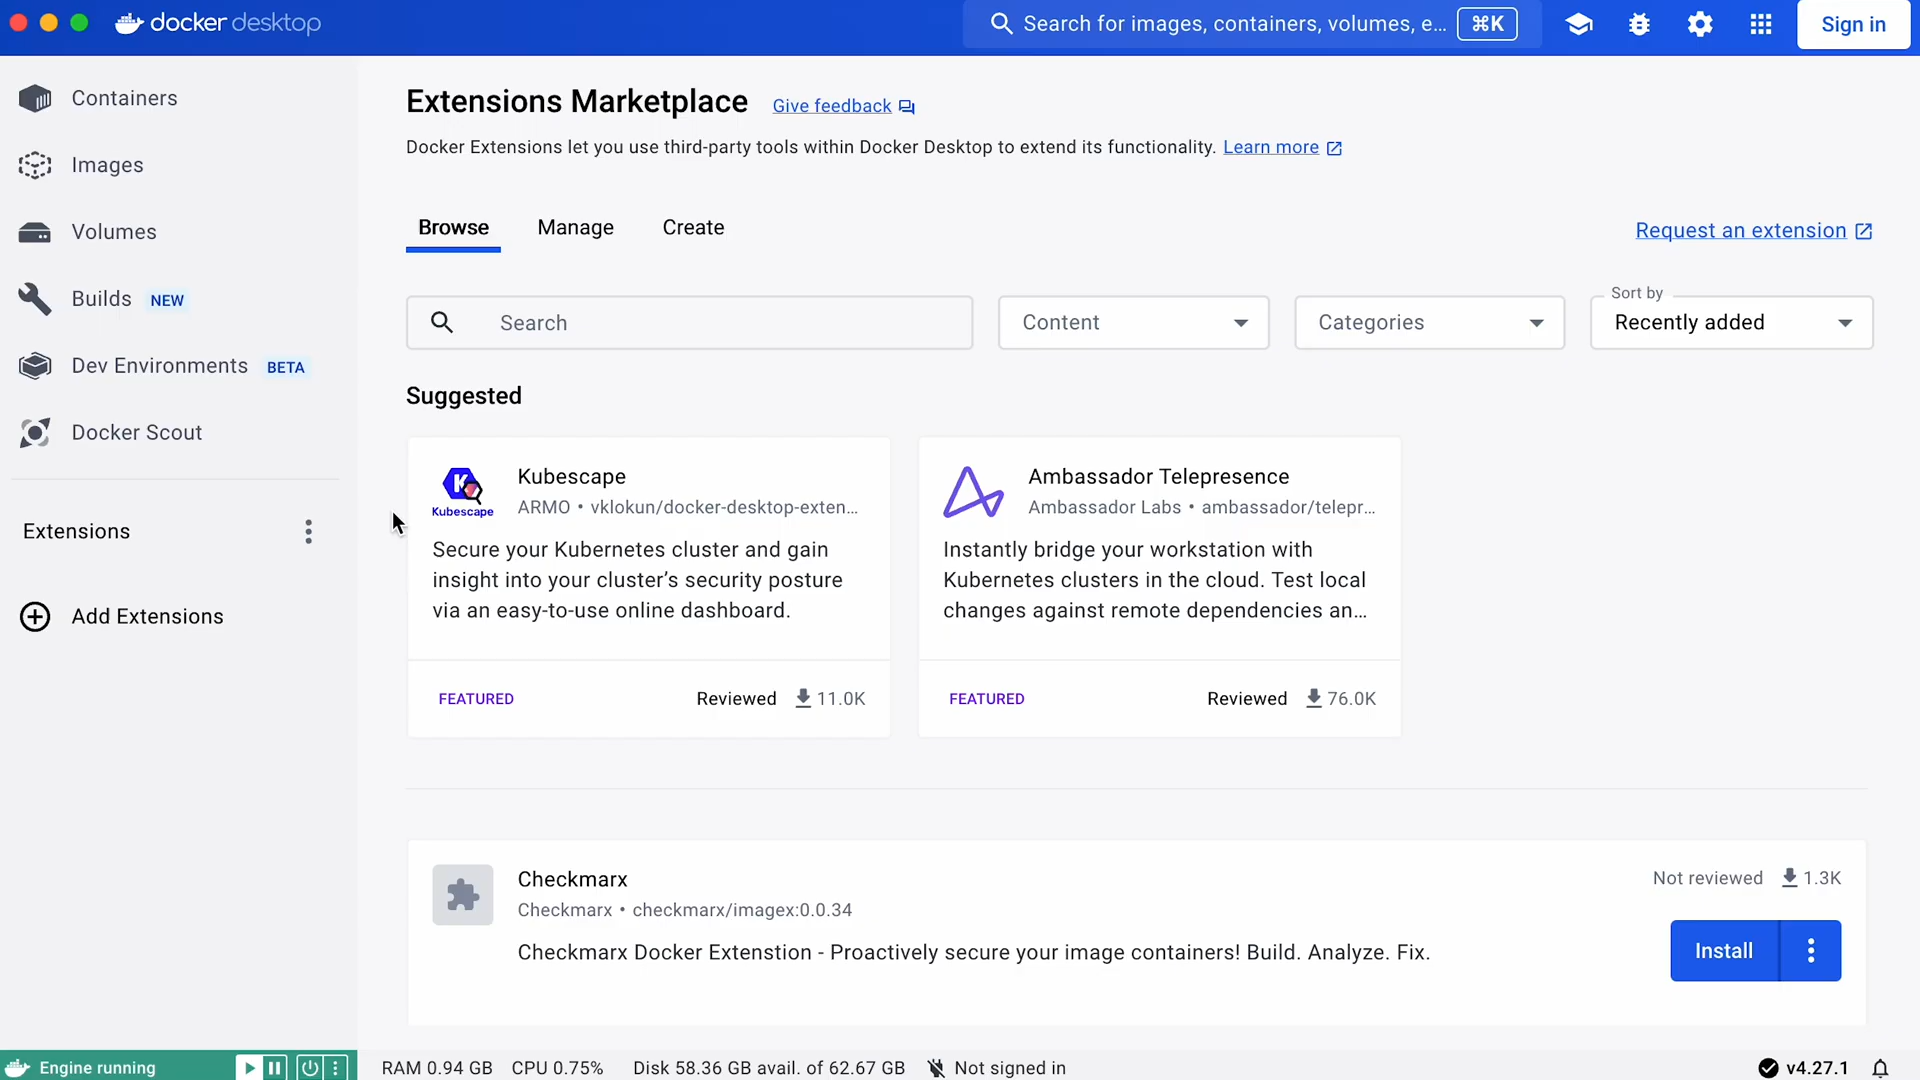 docker desktop
Search for images, containers, volumes, e...
⌘K
Sign in
Containers
Images
Volumes
Builds NEW
Dev Environments BETA
Docker Scout
Extensions
Add Extensions
Extensions Marketplace
Give feedback
Docker Extensions let you use third-party tools within Docker Desktop to extend its functionality. Learn more
Browse
Manage
Create
Request an extension
Search
Content
Categories
Sort by
Recently added
Suggested
Kubescape
Kubescape
ARMO • vklokun/docker-desktop-exten...
Secure your Kubernetes cluster and gain
insight into your cluster’s security posture
via an easy-to-use online dashboard.
FEATURED
Reviewed
11.0K
Ambassador Telepresence
Ambassador Labs • ambassador/telepr...
Instantly bridge your workstation with
Kubernetes clusters in the cloud. Test local
changes against remote dependencies an...
FEATURED
Reviewed
76.0K
Checkmarx
Checkmarx • checkmarx/imagex:0.0.34
Checkmarx Docker Extenstion - Proactively secure your image containers! Build. Analyze. Fix.
Not reviewed
1.3K
Install
Engine running
RAM 0.94 GB
CPU 0.75%
Disk 58.36 GB avail. of 62.67 GB
Not signed in
v4.27.1